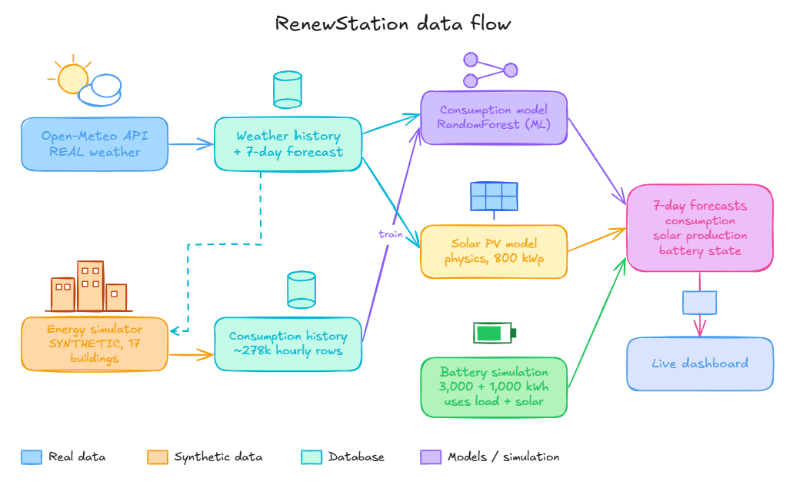 RenewStation data flow
Open-Meteo API
REAL weather
Weather history
+ 7-day forecast
Consumption model
RandomForest (ML)
train
Solar PV model
physics, 800 kWp
7-day forecasts
consumption
solar production
battery state
Energy simulator
SYNTHETIC, 17
buildings
Consumption history
~278k hourly rows
Battery simulation
3,000 + 1,000 kWh
uses load + solar
Live dashboard
Real data
Synthetic data
Database
Models / simulation